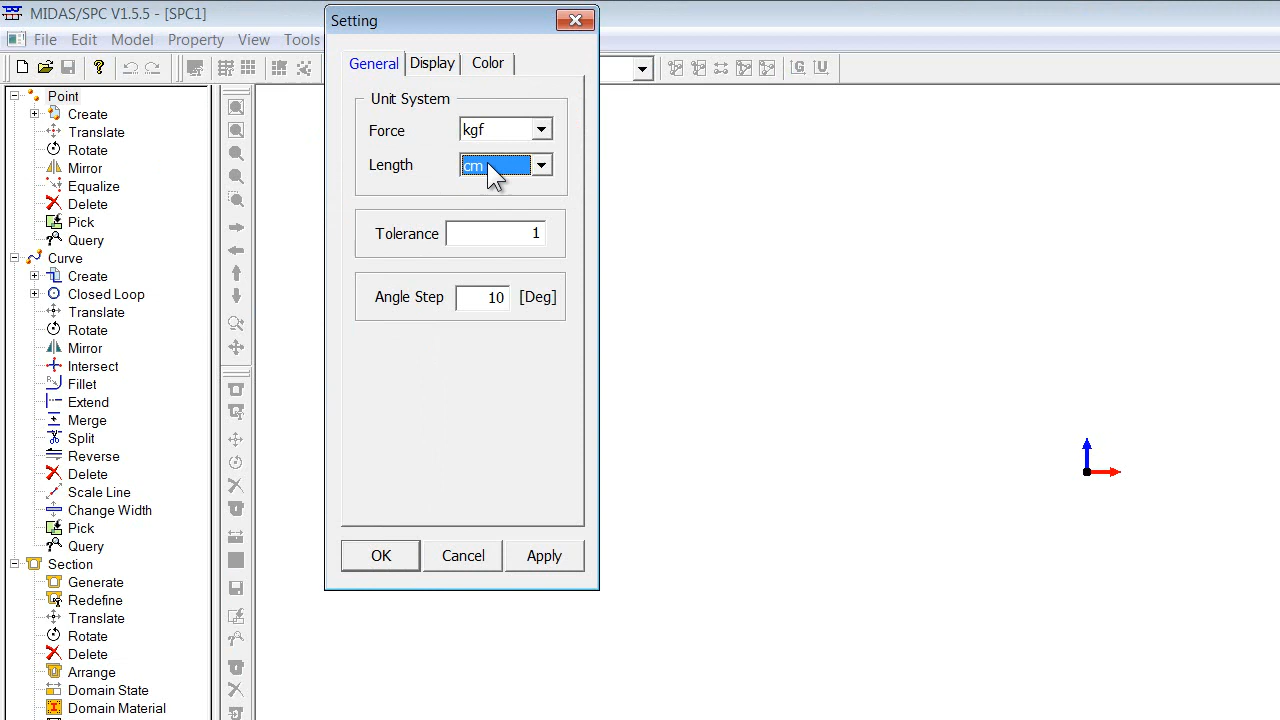 MIDAS/SPC V1.5.5 - [SPC1]
File Edit Model Property View Tools
Setting
General Display Color
Unit System
Force kgf
Length cm
Tolerance 1
Angle Step 10 [Deg]
OK Cancel Apply
Point
Create
Translate
Rotate
Mirror
Equalize
Delete
Pick
Query
Curve
Create
Closed Loop
Translate
Rotate
Mirror
Intersect
Fillet
Extend
Merge
Split
Reverse
Delete
Scale Line
Change Width
Pick
Query
Section
Generate
Redefine
Translate
Rotate
Delete
Arrange
Domain State
Domain Material
G U